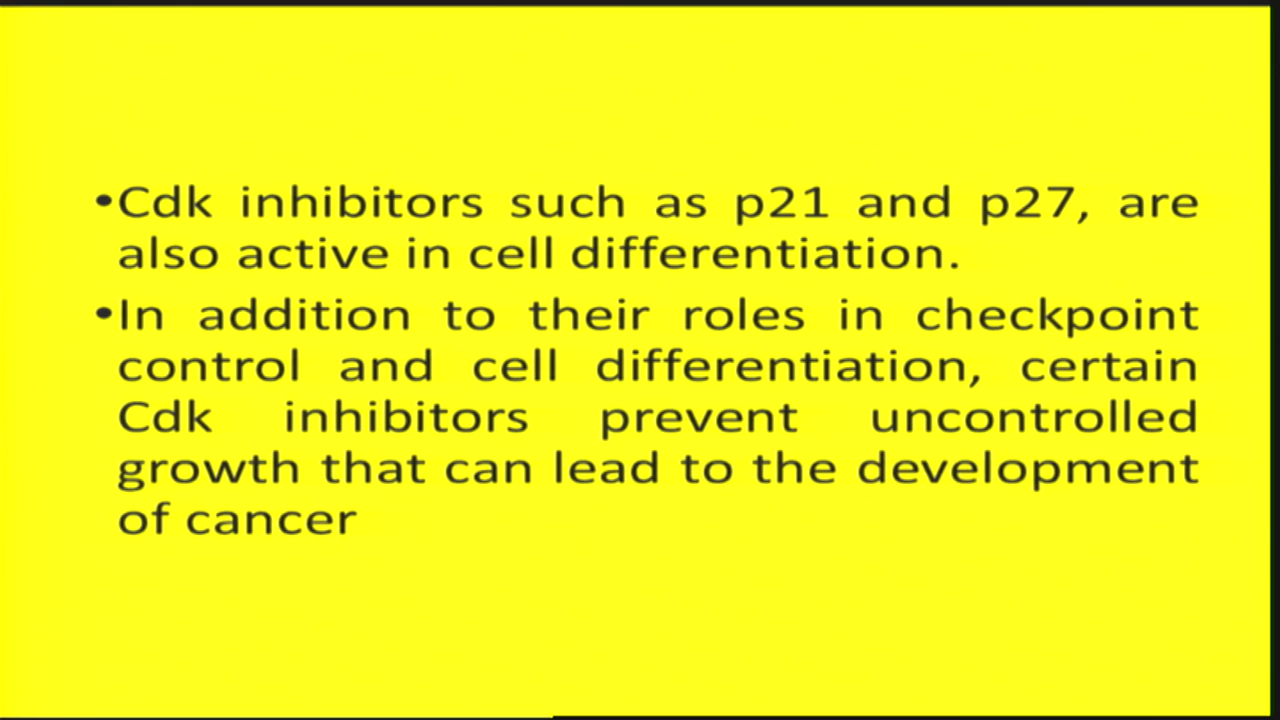 •Cdk inhibitors such as p21 and p27, are
also active in cell differentiation.
•In addition to their roles in checkpoint
control and cell differentiation, certain
Cdk inhibitors prevent uncontrolled
growth that can lead to the development
of cancer